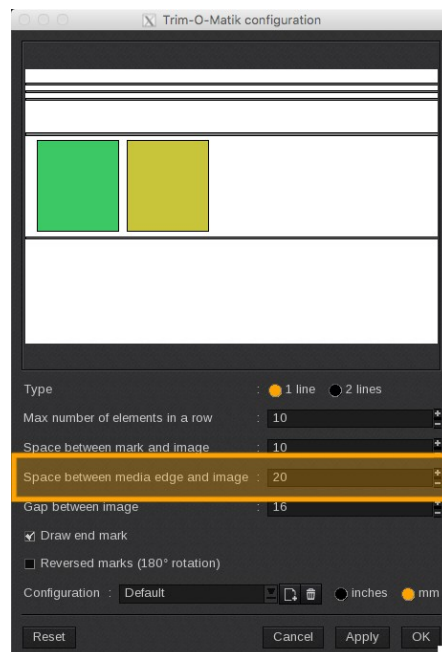 Trim-O-Matik configuration
Type : 1 line 2 lines
Max number of elements in a row : 10
Space between mark and image : 10
Space between media edge and image : 20
Gap between image : 16
Draw end mark
Reversed marks (180° rotation)
Configuration : Default inches mm
Reset Cancel Apply OK